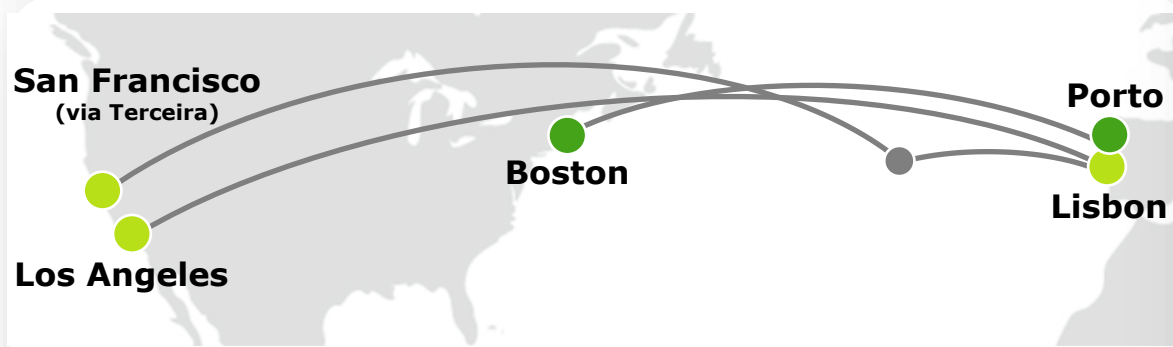 San Francisco
(via Terceira)
Los Angeles
Boston
Porto
Lisbon